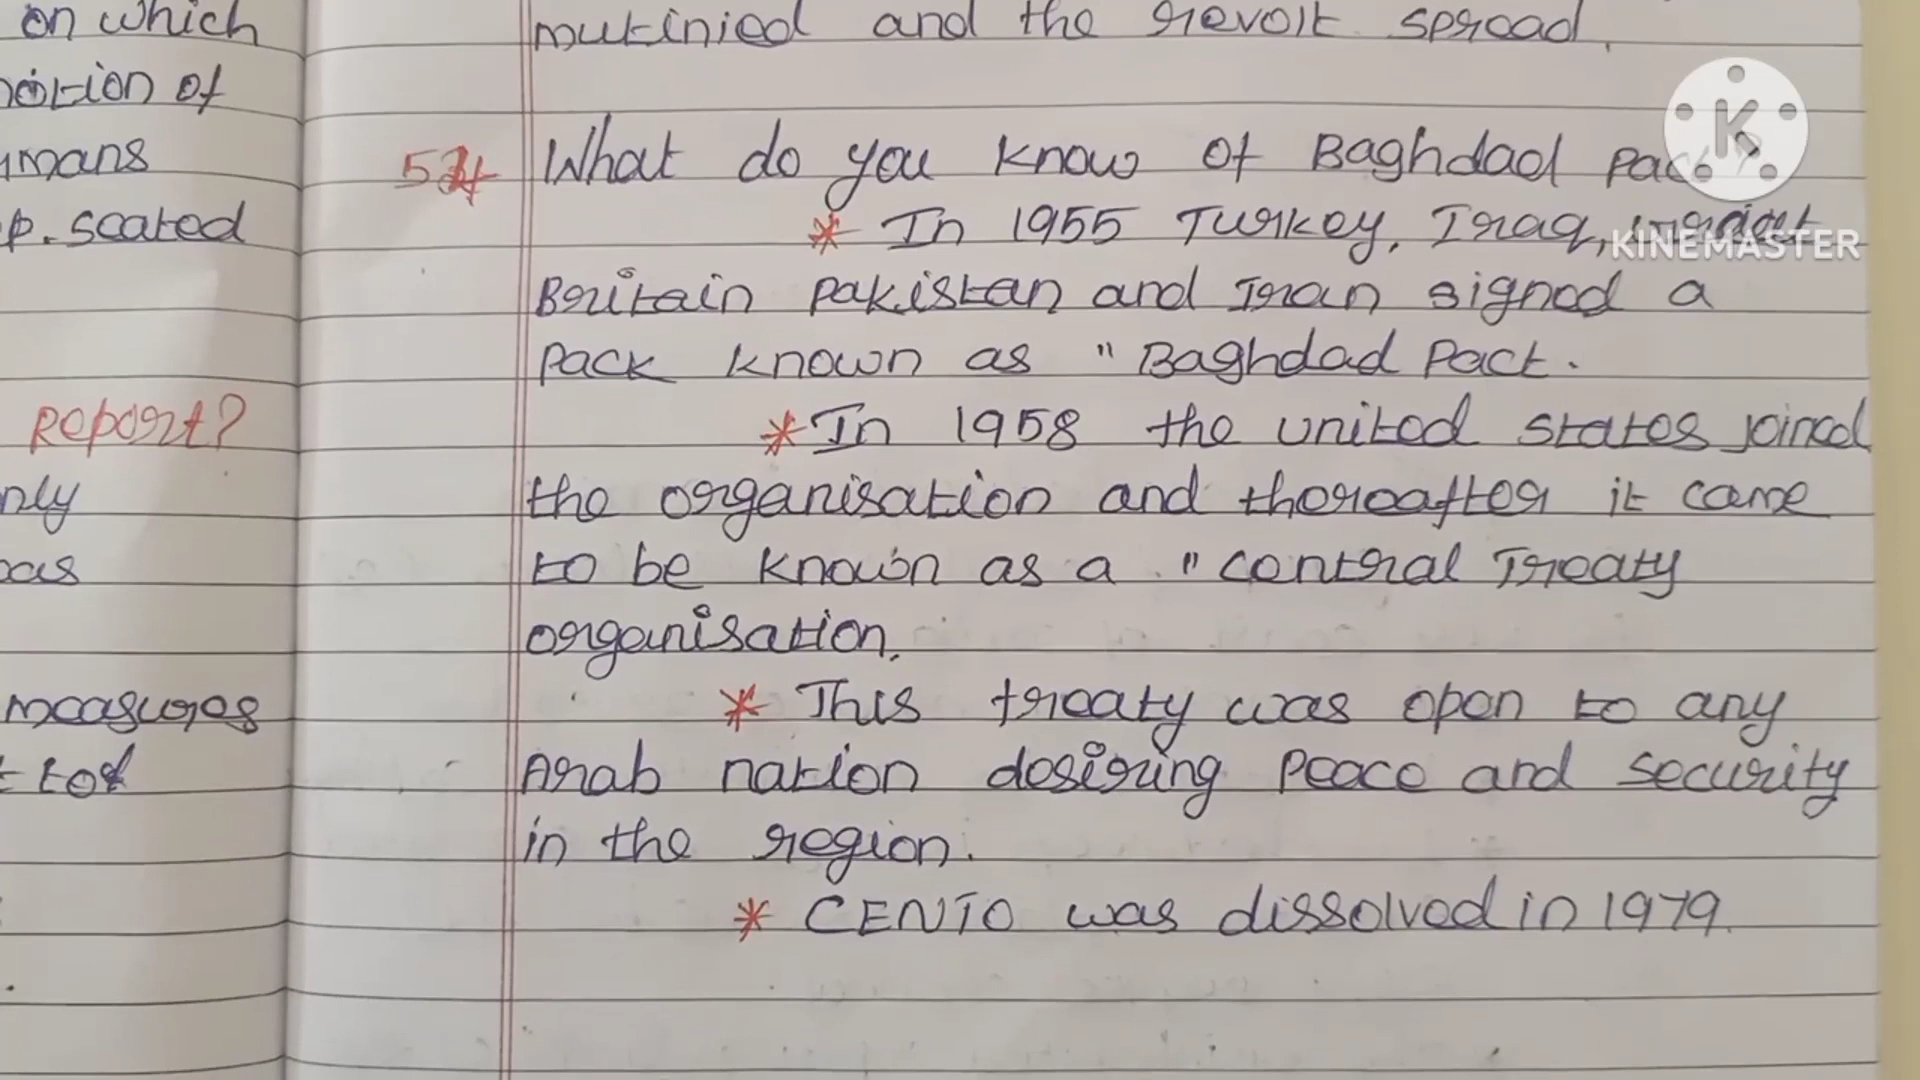 on which
of
mans
p. scated
Report?
nly
measures
mutinied and the revolt spread.
What do you know of Baghdad
* In 1955 Turkey, Iraq,
KINEMASTER
Britain pakistan and Iran signed a
pack known as "Baghdad Pact.
* In 1958 the united states joined
the organisation and thereafter it came
to be known as a "central Treaty
organisation.
* This treaty was open to any
Arab nation desiring Peace and security
in the region.
* CENTO was dissolved in 1979.